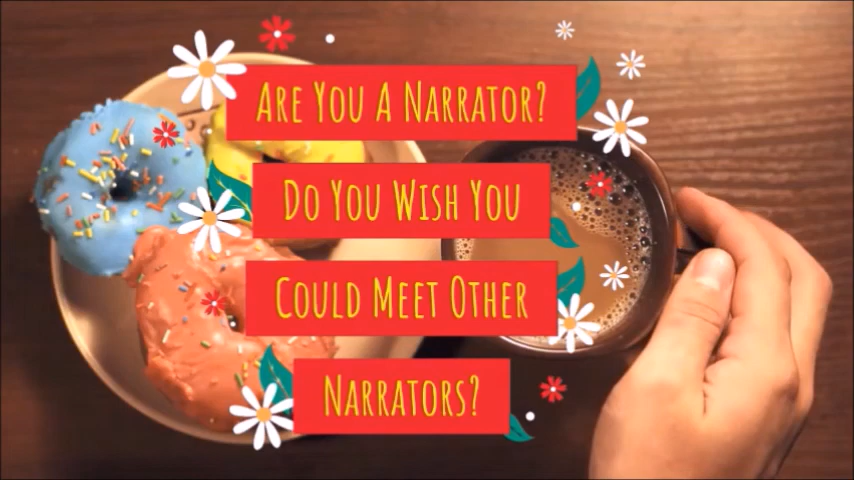 Are You A Narrator?
Do You Wish You
Could Meet Other
Narrators?